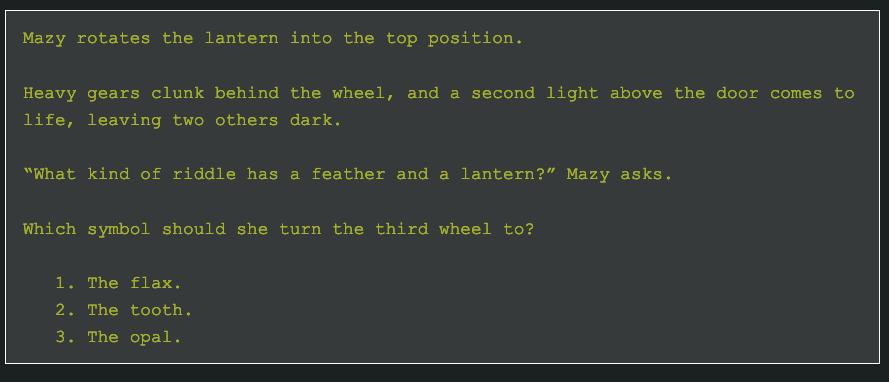 Mazy rotates the lantern into the top position.
Heavy gears clunk behind the wheel, and a second light above the door comes to
life, leaving two others dark.
“What kind of riddle has a feather and a lantern?” Mazy asks.
Which symbol should she turn the third wheel to?
1. The flax.
2. The tooth.
3. The opal.